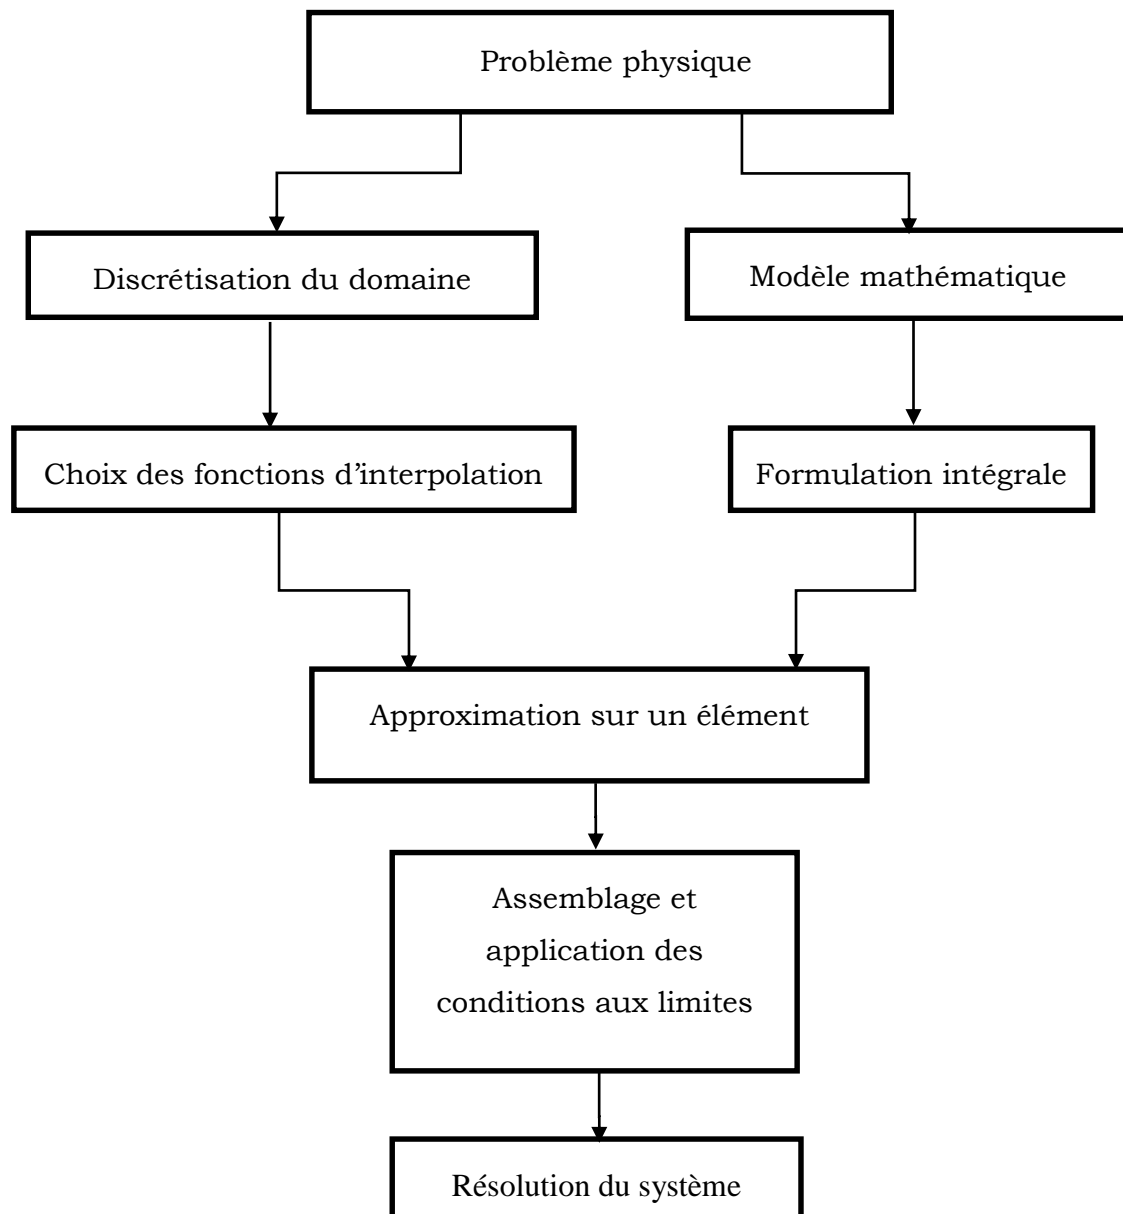 Problème physique
Discrétisation du domaine
Modèle mathématique
Choix des fonctions d’interpolation
Formulation intégrale
Approximation sur un élément
Assemblage et
application des
conditions aux limites
Résolution du système